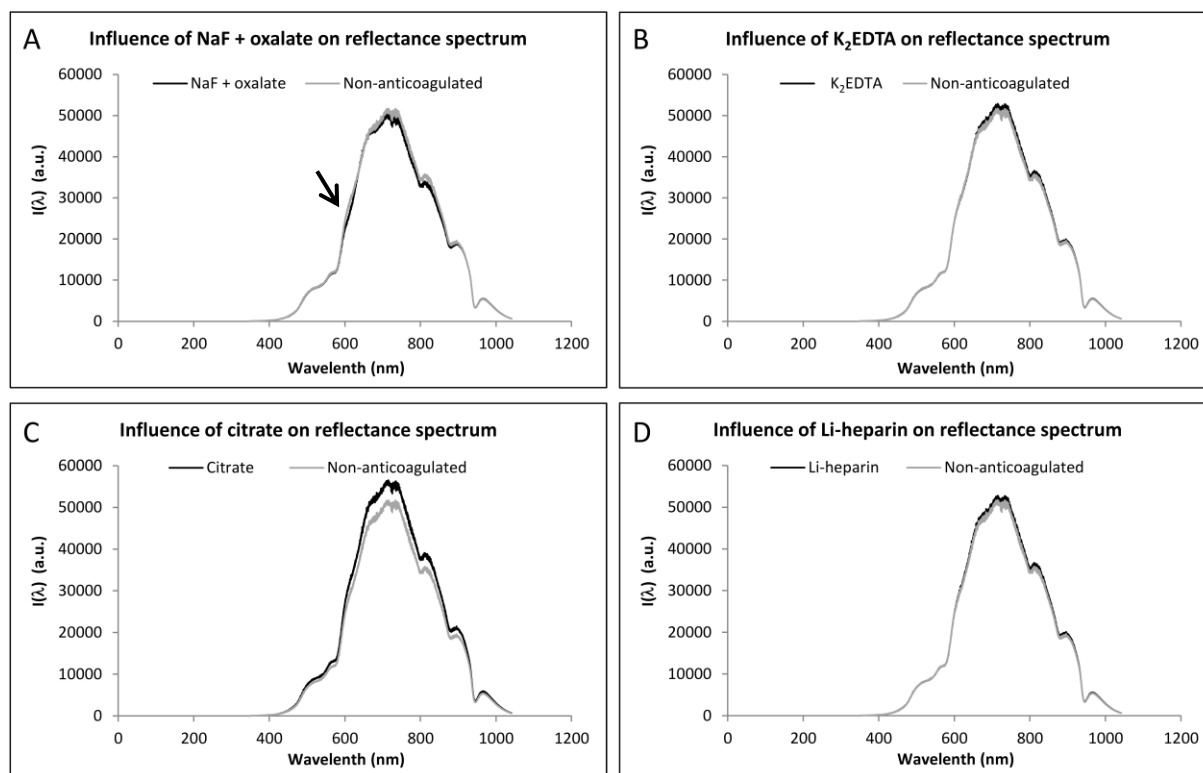 A
Influence of NaF + oxalate on reflectance spectrum
NaF + oxalate
Non-anticoagulated
I(λ) (a.u.)
60000
50000
40000
30000
20000
10000
0
0 200 400 600 800 1000 1200
Wavelenth (nm)
B
Influence of K₂EDTA on reflectance spectrum
K₂EDTA
Non-anticoagulated
I(λ) (a.u.)
60000
50000
40000
30000
20000
10000
0
0 200 400 600 800 1000 1200
Wavelenth (nm)
C
Influence of citrate on reflectance spectrum
Citrate
Non-anticoagulated
I(λ) (a.u.)
60000
50000
40000
30000
20000
10000
0
0 200 400 600 800 1000 1200
Wavelenth (nm)
D
Influence of Li-heparin on reflectance spectrum
Li-heparin
Non-anticoagulated
I(λ) (a.u.)
60000
50000
40000
30000
20000
10000
0
0 200 400 600 800 1000 1200
Wavelenth (nm)